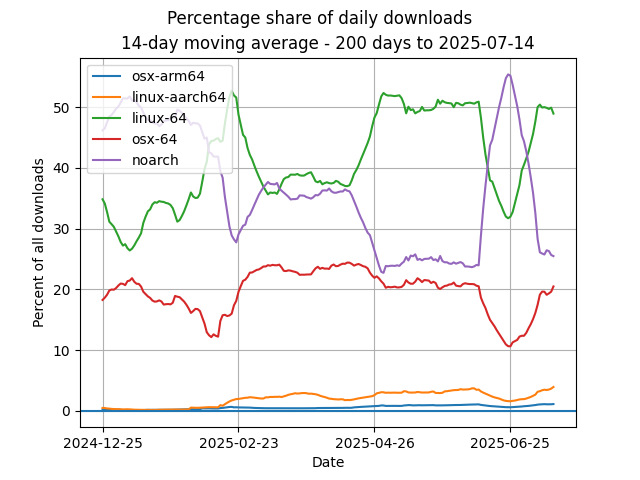 Percentage share of daily downloads
14-day moving average - 200 days to 2025-07-14
osx-arm64
linux-aarch64
linux-64
osx-64
noarch
Percent of all downloads
50
40
30
20
10
0
2024-12-25
2025-02-23
2025-04-26
2025-06-25
Date